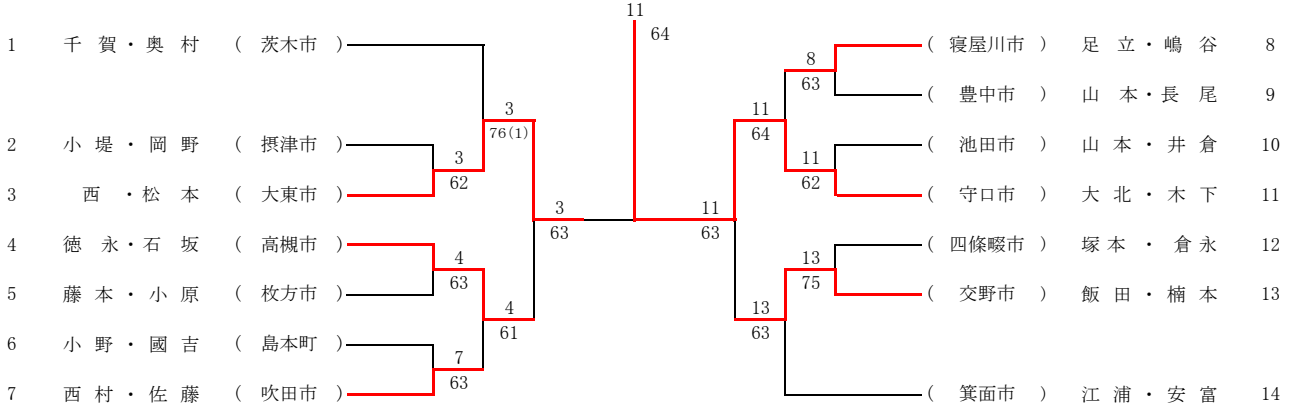 11
64
1 千賀・奥村 ( 茨木市 )
( 寝屋川市 ) 足立・嶋谷 8
8
63
( 豊中市 ) 山本・長尾 9
3
76(1)
11
64
2 小堤・岡野 ( 摂津市 )
( 池田市 ) 山本・井倉 10
3
62
11
62
3 西・松本 ( 大東市 )
( 守口市 ) 大北・木下 11
3
63
11
63
4 徳永・石坂 ( 高槻市 )
( 四條畷市 ) 塚本・倉永 12
4
63
13
75
5 藤本・小原 ( 枚方市 )
( 交野市 ) 飯田・楠本 13
4
61
13
63
6 小野・國吉 ( 島本町 )
7
63
7 西村・佐藤 ( 吹田市 )
( 箕面市 ) 江浦・安富 14